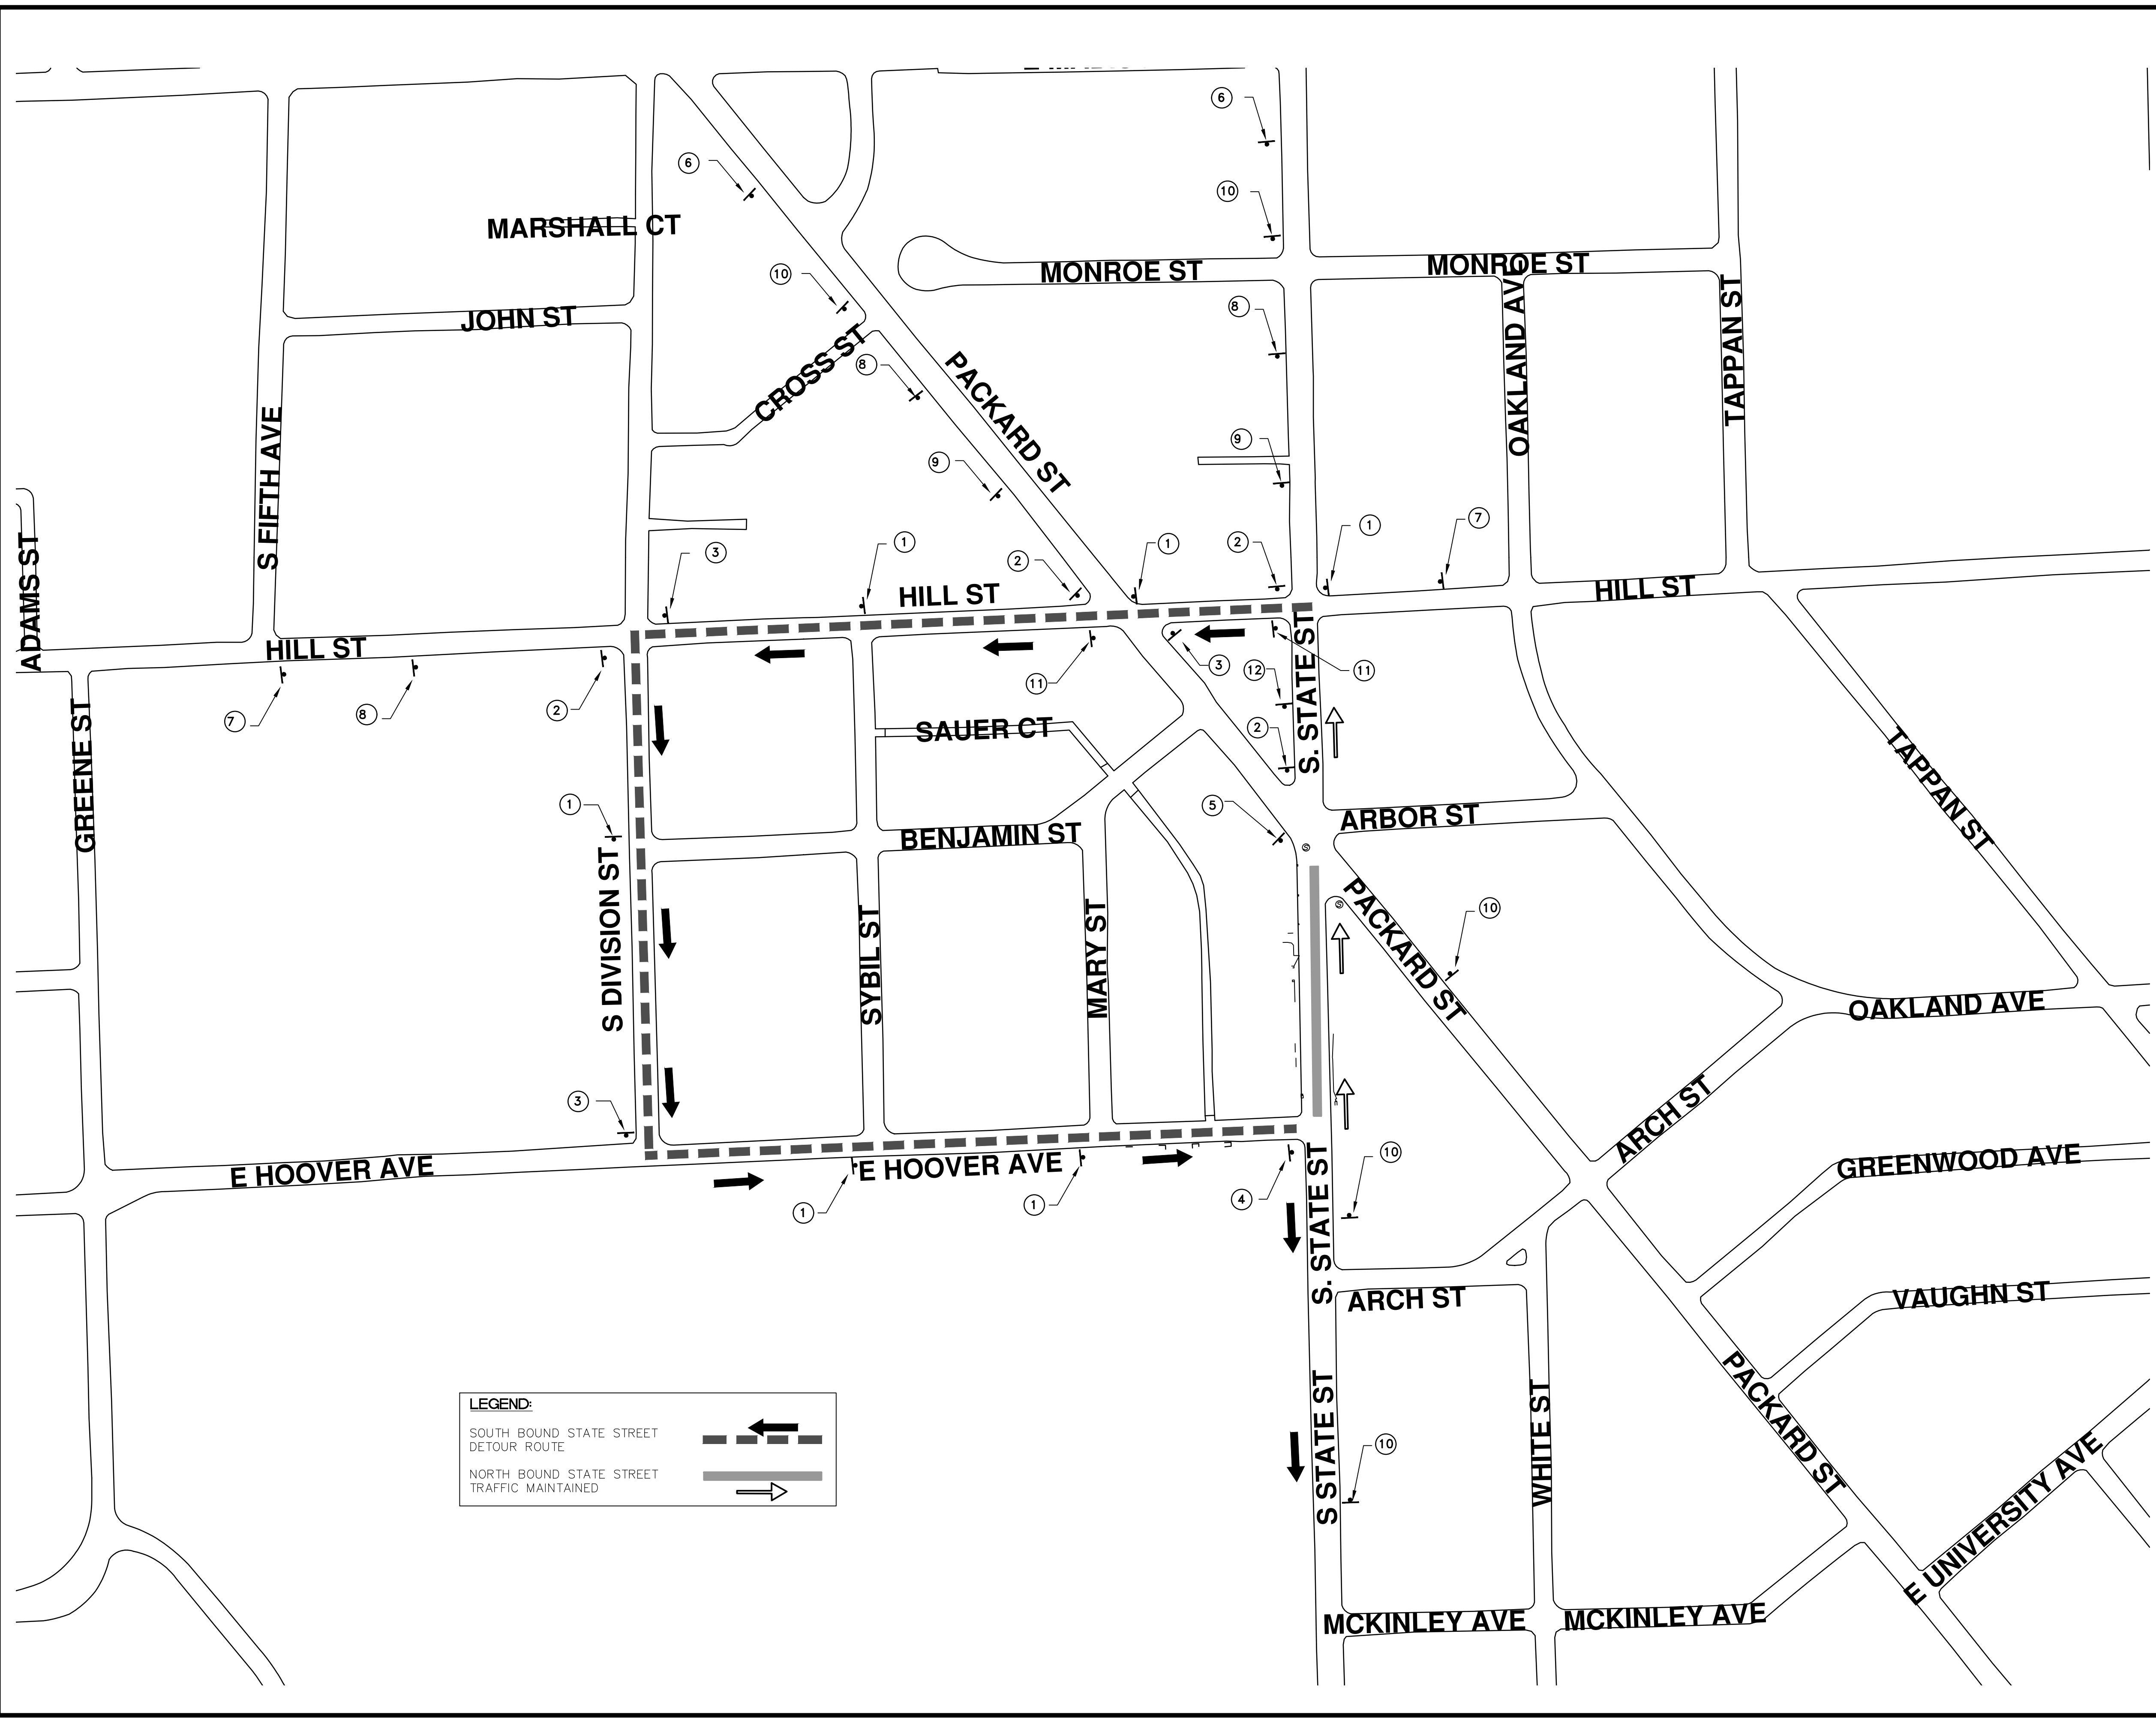 6
6
10
MARSHALL CT
MONROE ST
MONROE ST
10
JOHN ST
8
OAKLAND AVE
TAPPAN ST
CROSS ST
8
PACKARD ST
S FIFTH AVE
9
9
ADAMS ST
3
1
2
1
2
1
7
HILL ST
HILL ST
HILL ST
S. STATE ST
7
8
2
11
3
12
11
GREENE ST
SAUER CT
2
TAPPAN ST
1
5
BENJAMIN ST
ARBOR ST
S
S
S DIVISION ST
SYBIL ST
MARY ST
PACKARD ST
10
OAKLAND AVE
3
ARCH ST
E HOOVER AVE
E HOOVER AVE
1
1
4
S. STATE ST
10
GREENWOOD AVE
ARCH ST
VAUGHN ST
S STATE ST
10
WHITE ST
PACKARD ST
E UNIVERSITY AVE
MCKINLEY AVE
MCKINLEY AVE
LEGEND:
SOUTH BOUND STATE STREET
DETOUR ROUTE
NORTH BOUND STATE STREET
TRAFFIC MAINTAINED